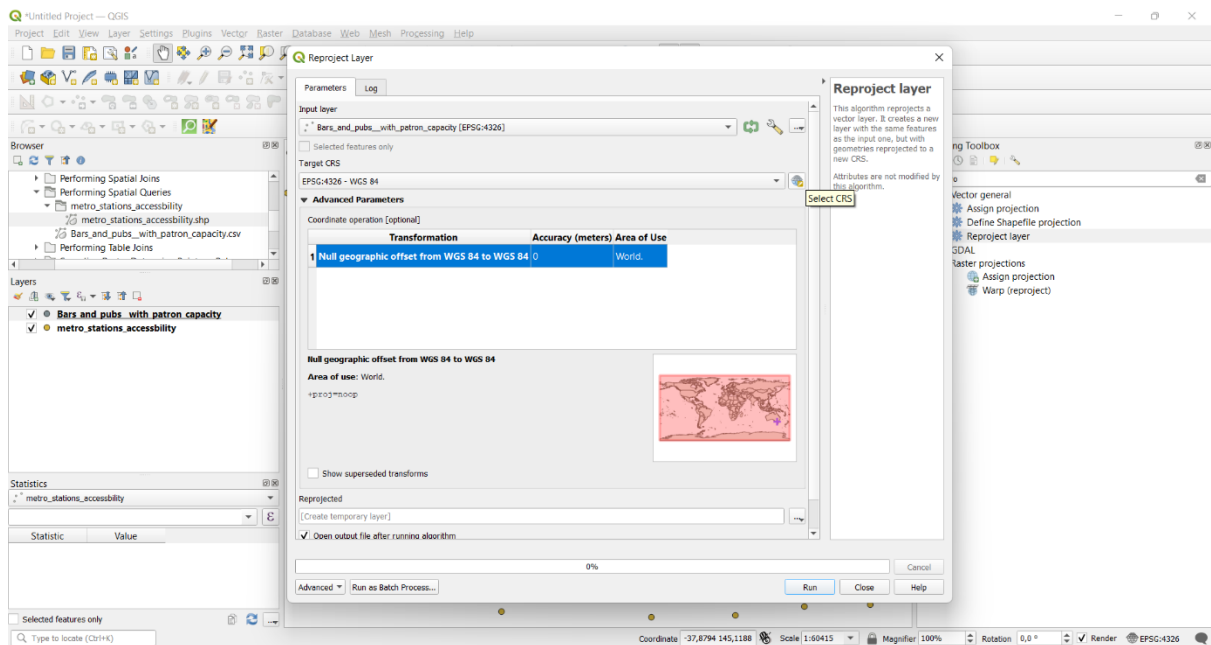 *Untitled Project — QGIS
Project Edit View Layer Settings Plugins Vector Raster Database Web Mesh Processing Help
Reproject Layer
Parameters Log
Input layer
Bars_and_pubs__with_patron_capacity [EPSG:4326]
Selected features only
Target CRS
EPSG:4326 - WGS 84
Select CRS
Advanced Parameters
Coordinate operation [optional]
Transformation Accuracy (meters) Area of Use
1 Null geographic offset from WGS 84 to WGS 84 0 World.
Null geographic offset from WGS 84 to WGS 84
Area of use: World.
+proj=noop
Show superseded transforms
Reprojected
[Create temporary layer]
Open output file after running algorithm
0%
Cancel
Advanced Run as Batch Process...
Run Close Help
Reproject layer
This algorithm reprojects a
vector layer. It creates a new
layer with the same features
as the input one, but with
geometries reprojected to a
new CRS.
Attributes are not modified by
this algorithm.
Browser
Performing Spatial Joins
Performing Spatial Queries
metro_stations_accessbility
metro_stations_accessbility.shp
Bars_and_pubs__with_patron_capacity.csv
Performing Table Joins
Layers
Bars and pubs with patron capacity
metro_stations_accessbility
Statistics
metro_stations_accessbility
ε
Statistic Value
Selected features only
ng Toolbox
o
Vector general
Assign projection
Define Shapefile projection
Reproject layer
GDAL
Raster projections
Assign projection
Warp (reproject)
Type to locate (Ctrl+K)
Coordinate -37,8794 145,1188 Scale 1:60415 Magnifier 100% Rotation 0,0 ° Render EPSG:4326